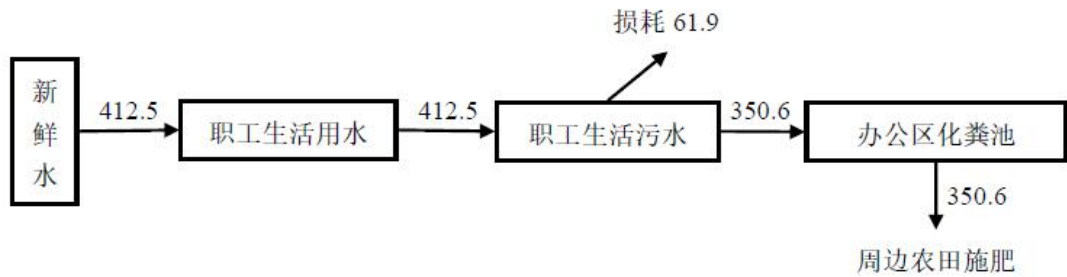 损耗 61.9
新鲜水
412.5
职工生活用水
412.5
职工生活污水
350.6
办公区化粪池
350.6
周边农田施肥